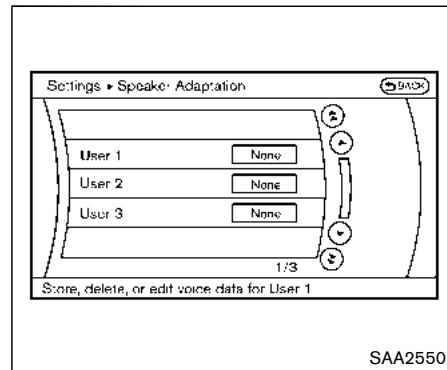 Settings ▸ Speaker Adaptation
BACK
User 1 None
User 2 None
User 3 None
1/3
Store, delete, or edit voice data for User 1
SAA2550